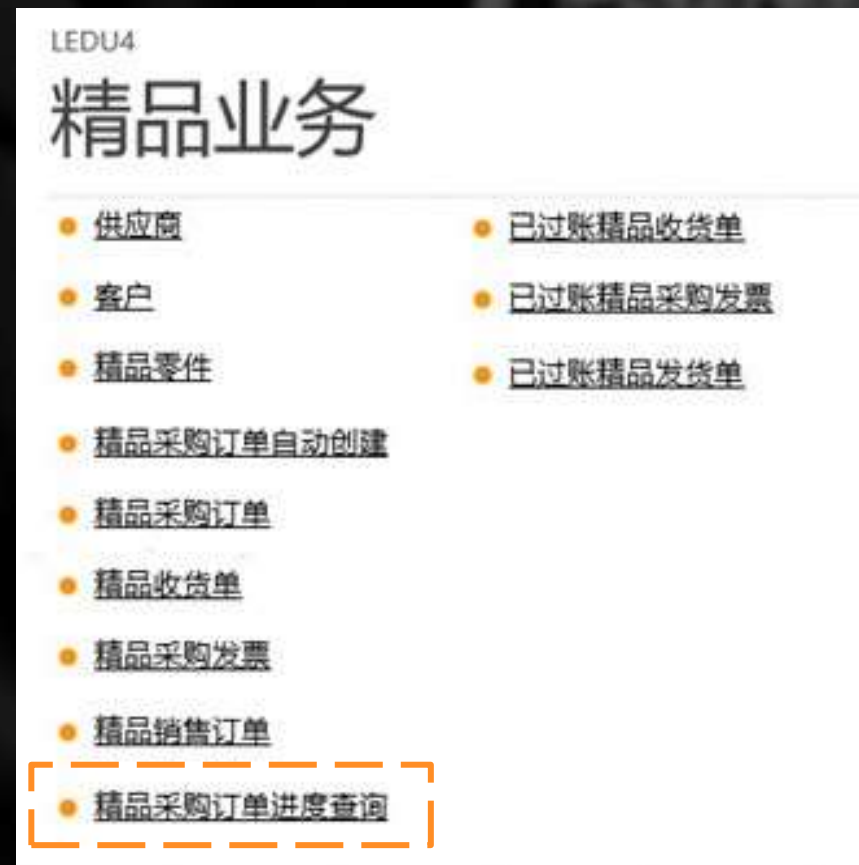 LEDU4
精品业务
供应商
客户
精品零件
精品采购订单自动创建
精品采购订单
精品收货单
精品采购发票
精品销售订单
精品采购订单进度查询
已过账精品收货单
已过账精品采购发票
已过账精品发货单